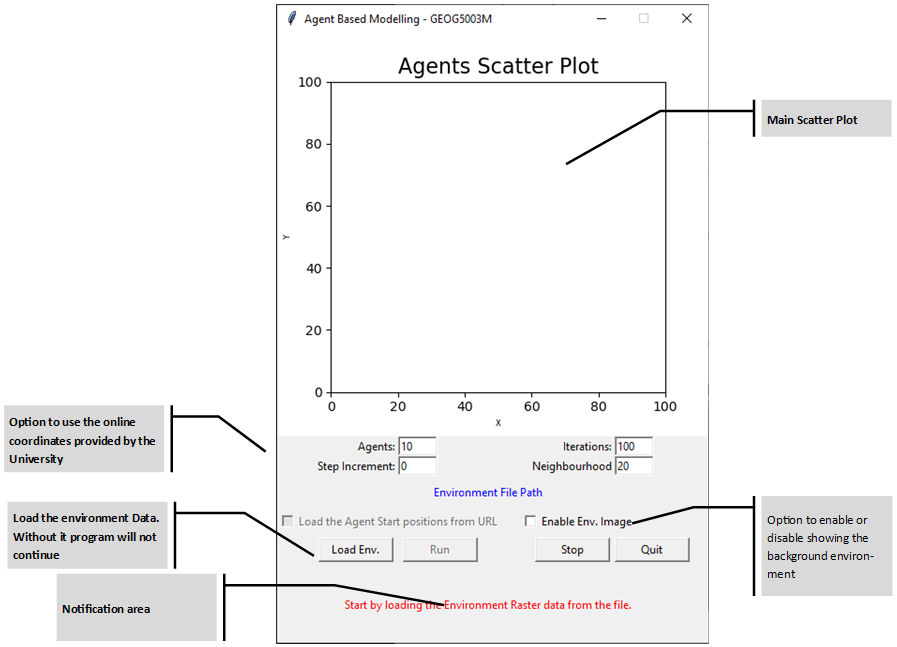 Agent Based Modelling - GEOG5003M
Agents Scatter Plot
100
80
60
40
20
0
Y
0 20 40 60 80 100
X
Main Scatter Plot
Option to use the online
coordinates provided by the
University
Agents: 10 Iterations: 100
Step Increment: 0 Neighbourhood 20
Environment File Path
Load the Agent Start positions from URL Enable Env. Image
Load Env. Run Stop Quit
Load the environment Data.
Without it program will not
continue
Option to enable or
disable showing the
background environ-
ment
Notification area
Start by loading the Environment Raster data from the file.